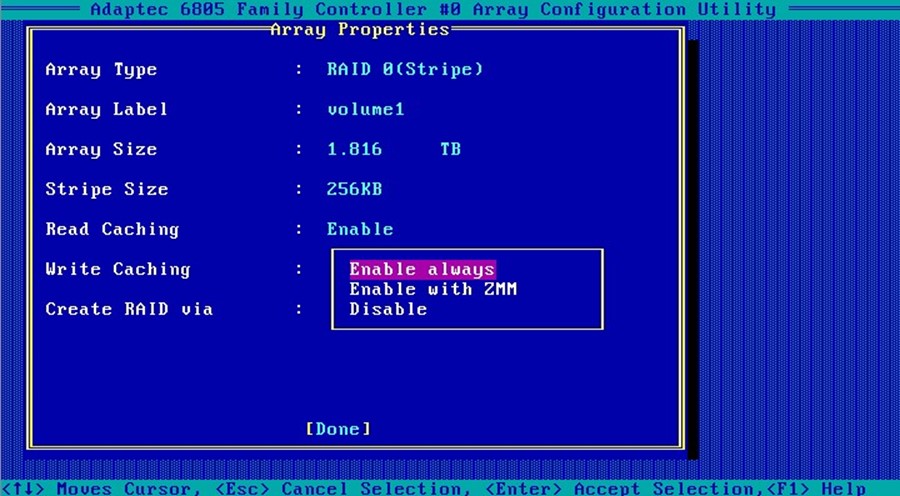 Adaptec 6805 Family Controller #0 Array Configuration Utility
Array Properties
Array Type : RAID 0(Stripe)
Array Label : volume1
Array Size : 1.816 TB
Stripe Size : 256KB
Read Caching : Enable
Write Caching : Enable always
Enable with ZMM
Create RAID via : Disable
[Done]
<↑↓> Moves Cursor, <Esc> Cancel Selection, <Enter> Accept Selection,<F1> Help